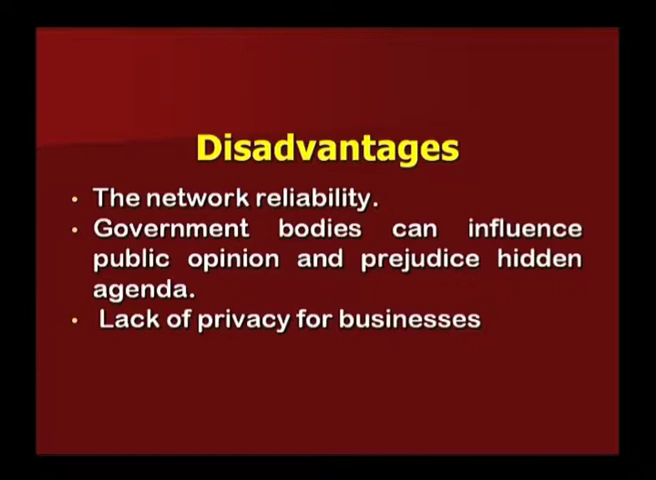 Disadvantages
• The network reliability.
• Government bodies can influence
public opinion and prejudice hidden
agenda.
• Lack of privacy for businesses